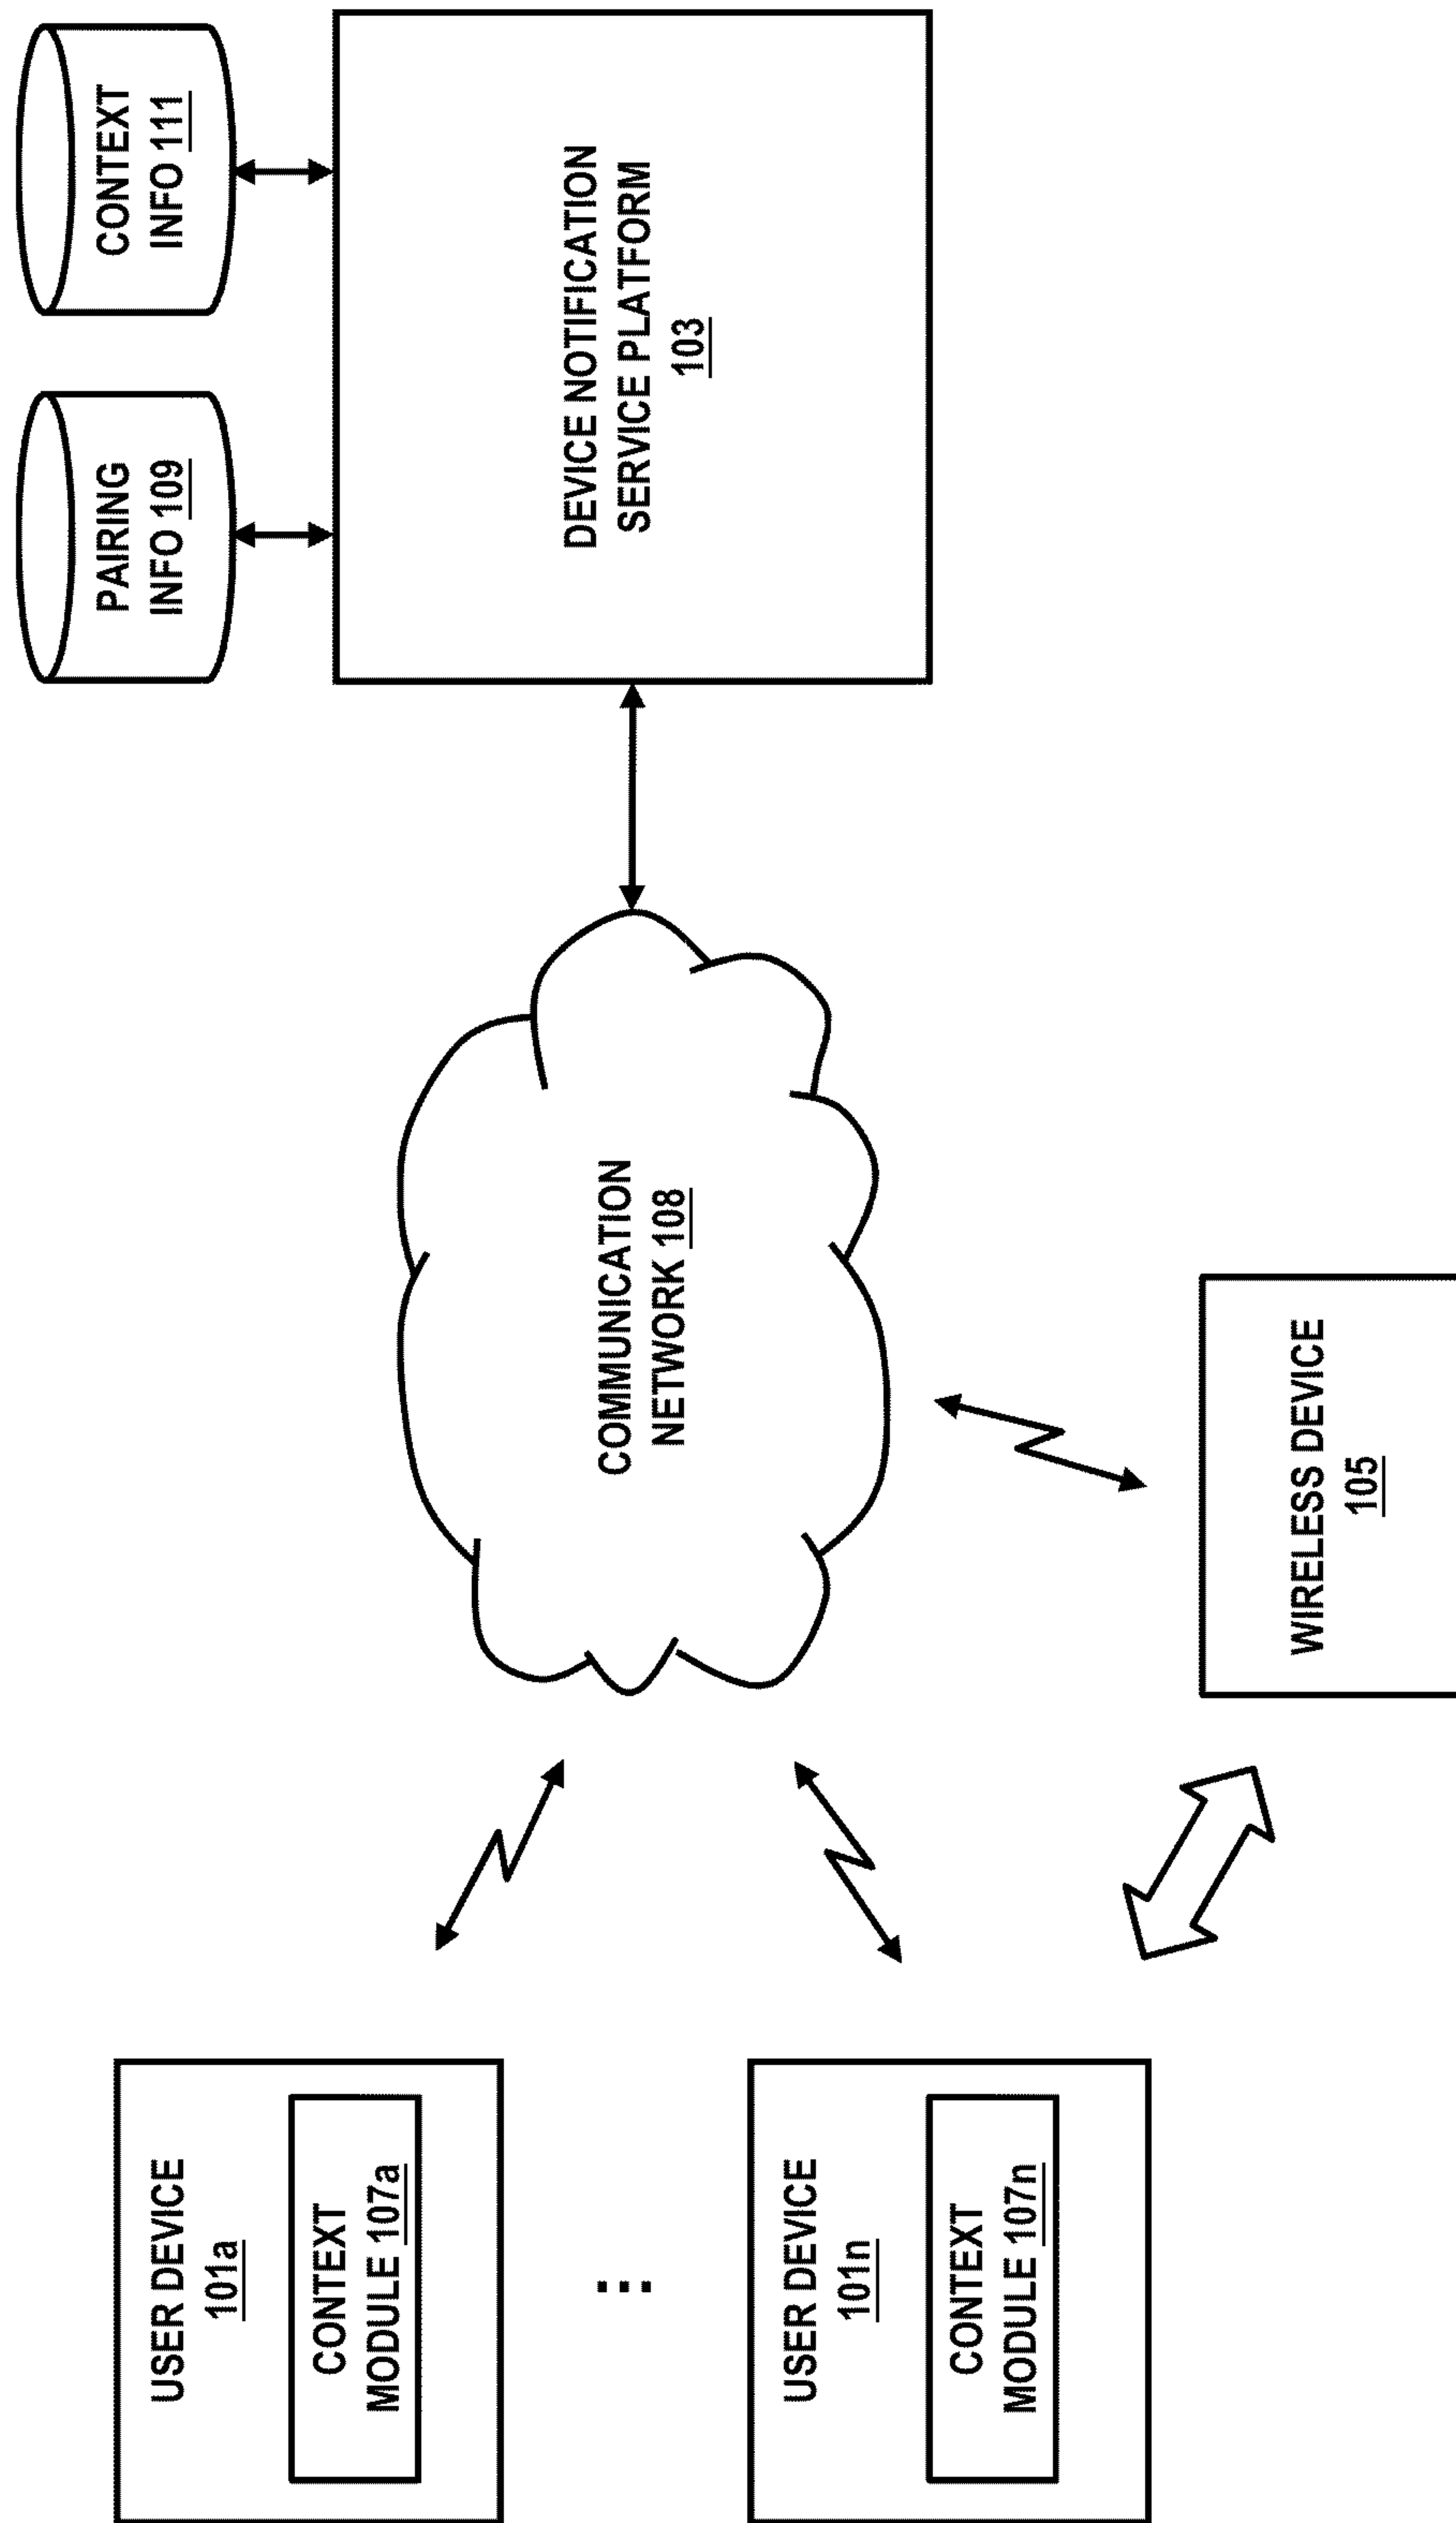 USER DEVICE
101a
CONTEXT
MODULE 107a
...
USER DEVICE
101n
CONTEXT
MODULE 107n
COMMUNICATION
NETWORK 108
WIRELESS DEVICE
105
PAIRING
INFO 109
CONTEXT
INFO 111
DEVICE NOTIFICATION
SERVICE PLATFORM
103